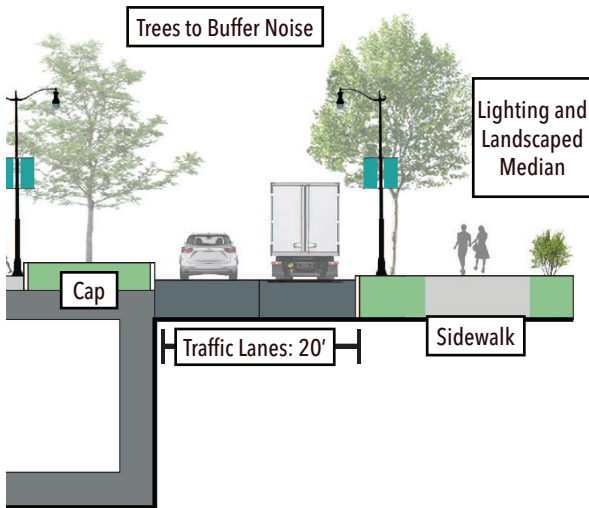 Trees to Buffer Noise
Lighting and
Landscaped
Median
Cap
Traffic Lanes: 20’
Sidewalk